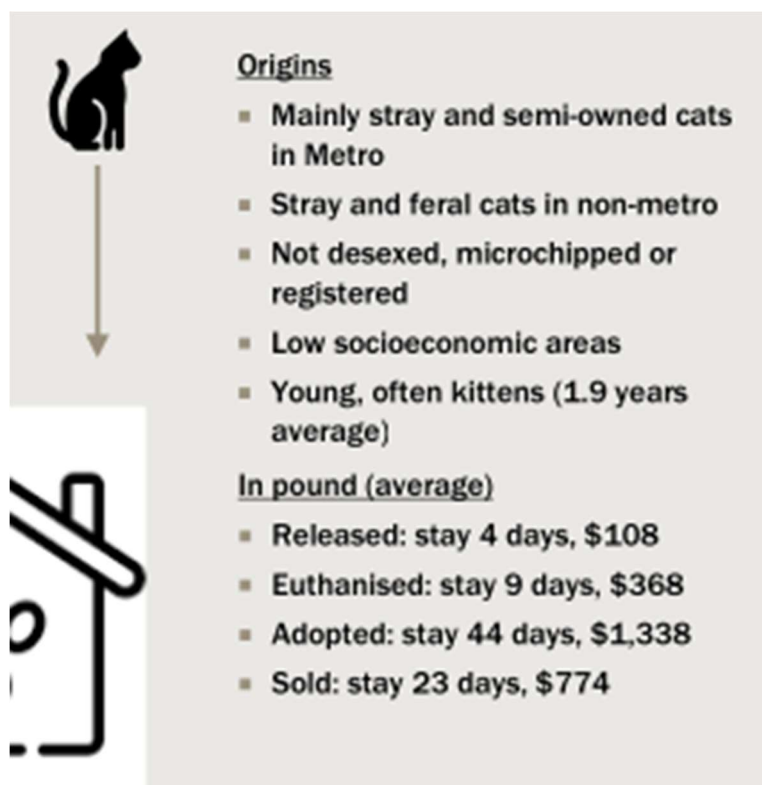 Origins
Mainly stray and semi-owned cats
in Metro
Stray and feral cats in non-metro
Not desexed, microchipped or
registered
Low socioeconomic areas
Young, often kittens (1.9 years
average)
In pound (average)
Released: stay 4 days, $108
Euthanised: stay 9 days, $368
Adopted: stay 44 days, $1,338
Sold: stay 23 days, $774